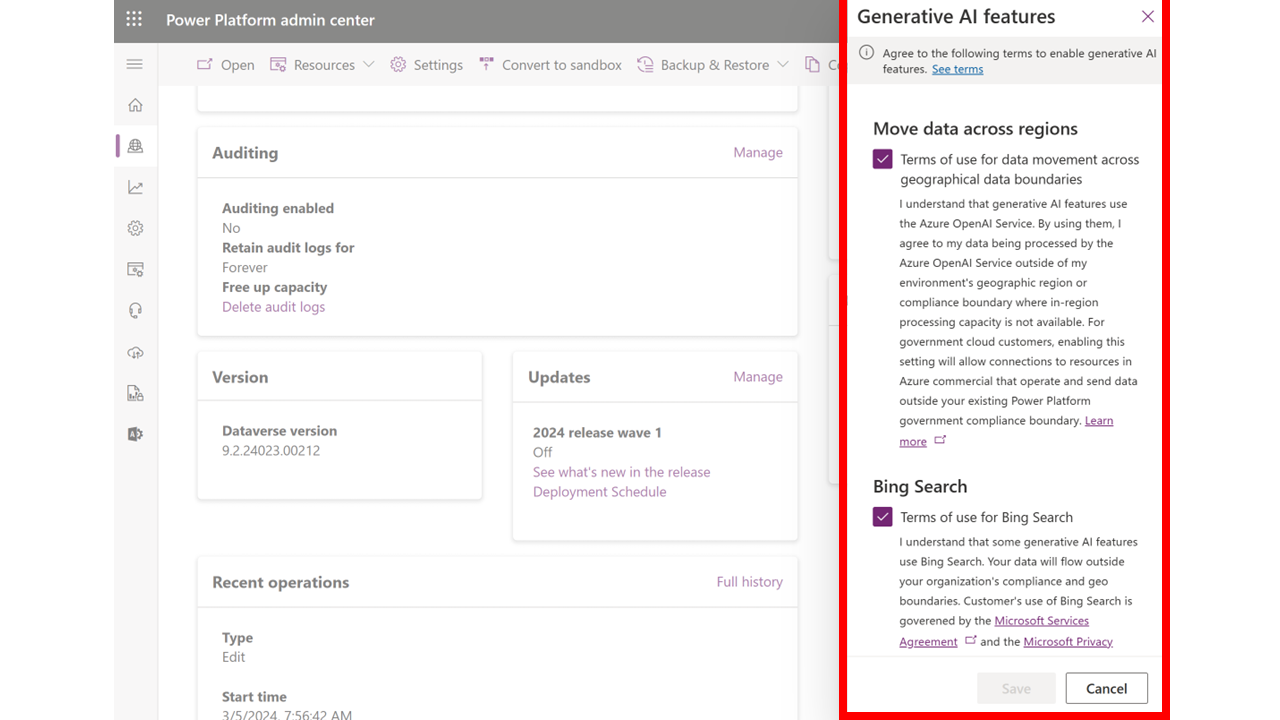 Power Platform admin center
Open
Resources
Settings
Convert to sandbox
Backup & Restore
Auditing
Manage
Auditing enabled
No
Retain audit logs for
Forever
Free up capacity
Delete audit logs
Version
Dataverse version
9.2.24023.00212
Updates
Manage
2024 release wave 1
Off
See what's new in the release
Deployment Schedule
Recent operations
Full history
Type
Edit
Start time
3/5/2024, 7:56:42 AM
Generative AI features
Agree to the following terms to enable generative AI
features. See terms
Move data across regions
Terms of use for data movement across
geographical data boundaries
I understand that generative AI features use
the Azure OpenAI Service. By using them, I
agree to my data being processed by the
Azure OpenAI Service outside of my
environment's geographic region or
compliance boundary where in-region
processing capacity is not available. For
government cloud customers, enabling this
setting will allow connections to resources in
Azure commercial that operate and send data
outside your existing Power Platform
government compliance boundary. Learn
more
Bing Search
Terms of use for Bing Search
I understand that some generative AI features
use Bing Search. Your data will flow outside
your organization's compliance and geo
boundaries. Customer's use of Bing Search is
goverened by the Microsoft Services
Agreement and the Microsoft Privacy
Save
Cancel